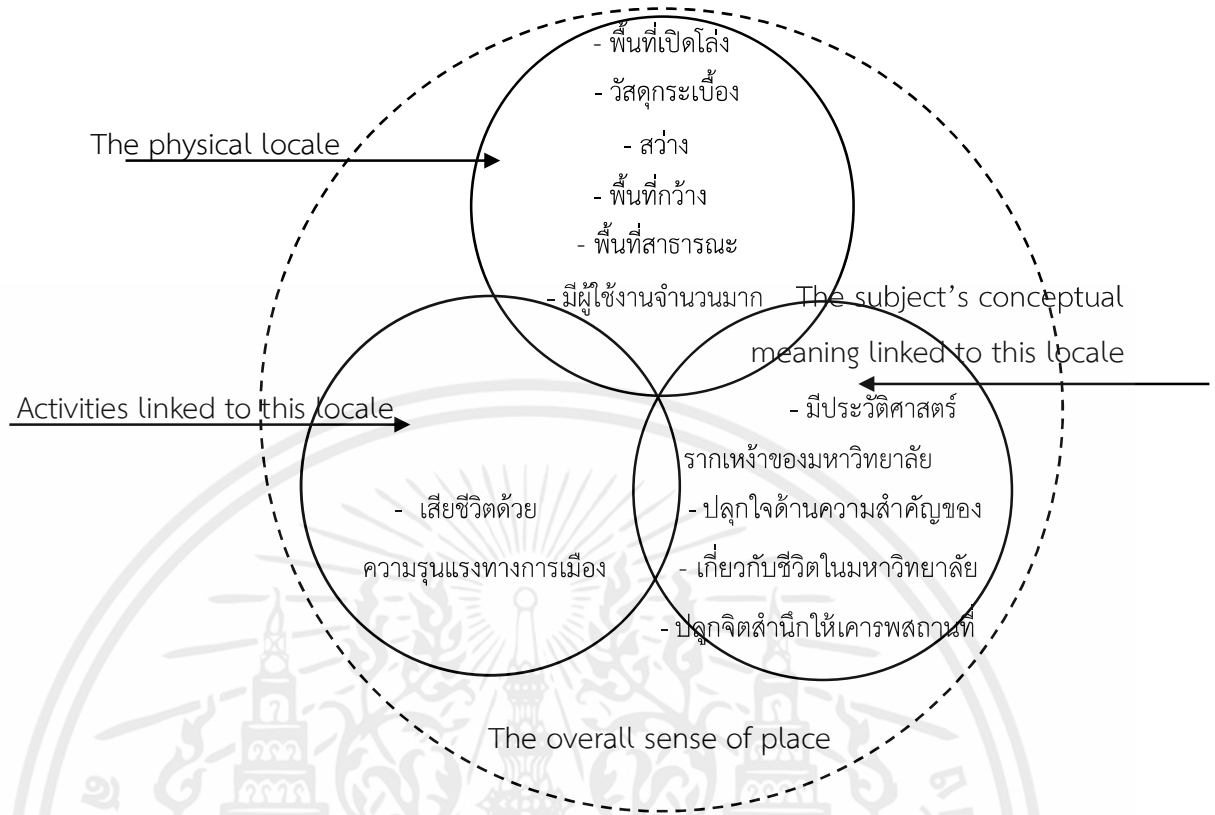 - พื้นที่เปิดโล่ง
- วัสดุกระเบื้อง
The physical locale
- สว่าง
- พื้นที่กว้าง
- พื้นที่สาธารณะ
- มีผู้ใช้งานจำนวนมาก
The subject's conceptual
meaning linked to this locale
Activities linked to this locale
- มีประวัติศาสตร์
รากเหง้าของมหาวิทยาลัย
- ปลุกใจด้านความสำคัญของ
- เกี่ยวกับชีวิตในมหาวิทยาลัย
- ปลูกจิตสำนึกให้เคารพสถานที่
- เสียชีวิตด้วย
ความรุนแรงทางการเมือง
The overall sense of place